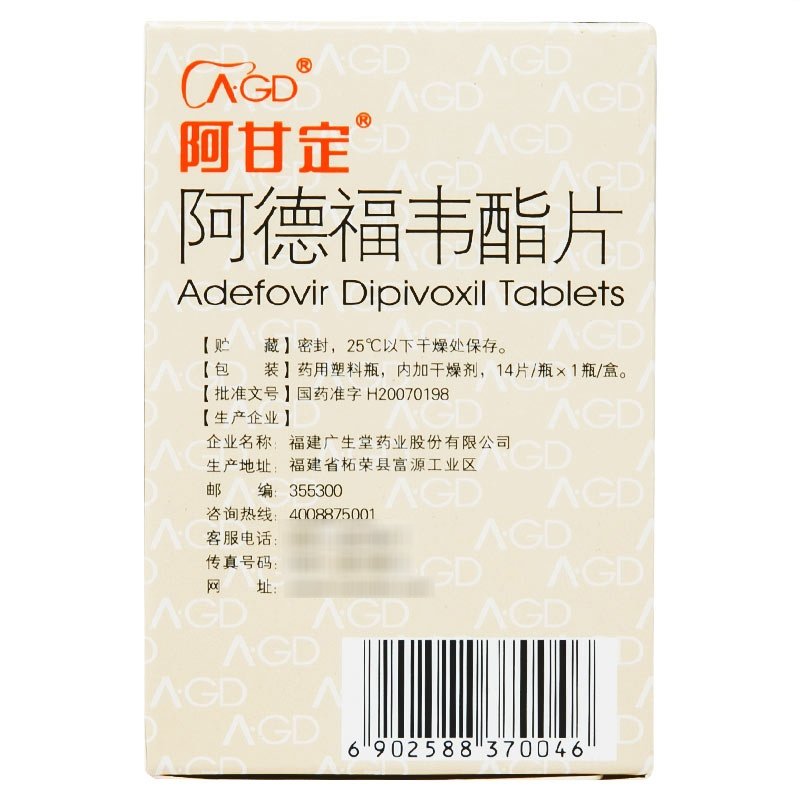 A·GD®
阿甘定®
阿德福韦酯片
Adefovir Dipivoxil Tablets
【贮 藏】密封，25℃以下干燥处保存。
【包 装】药用塑料瓶，内加干燥剂，14片/瓶×1瓶/盒。
【批准文号】国药准字 H20070198
【生产企业】
企业名称：福建广生堂药业股份有限公司
生产地址：福建省柘荣县富源工业区
邮 编：355300
咨询热线：4008875001
客服电话：
传真号码：
网 址：
6 902588 370046